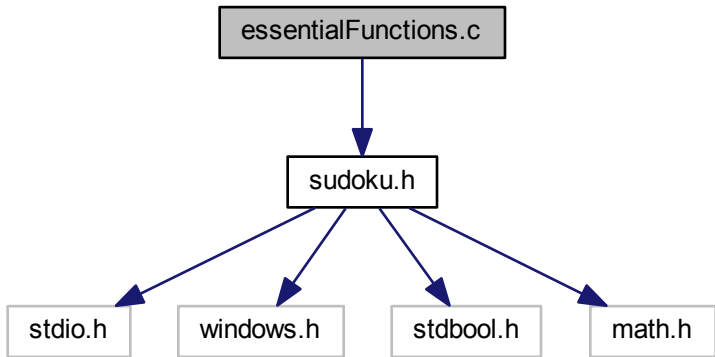 essentialFunctions.c
sudoku.h
stdio.h
windows.h
stdbool.h
math.h